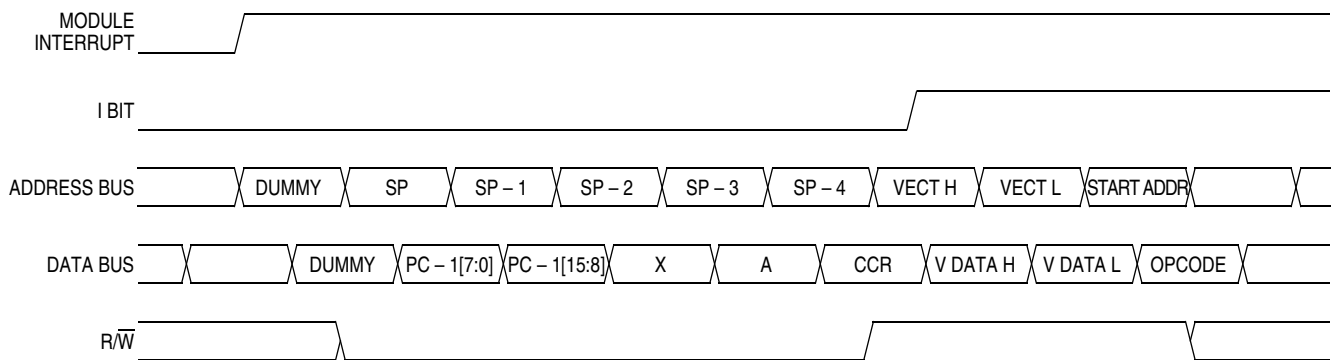 MODULE
INTERRUPT
I BIT
ADDRESS BUS DUMMY SP SP – 1 SP – 2 SP – 3 SP – 4 VECT H VECT L START ADDR
DATA BUS DUMMY PC – 1[7:0] PC – 1[15:8] X A CCR V DATA H V DATA L OPCODE
R/W̅